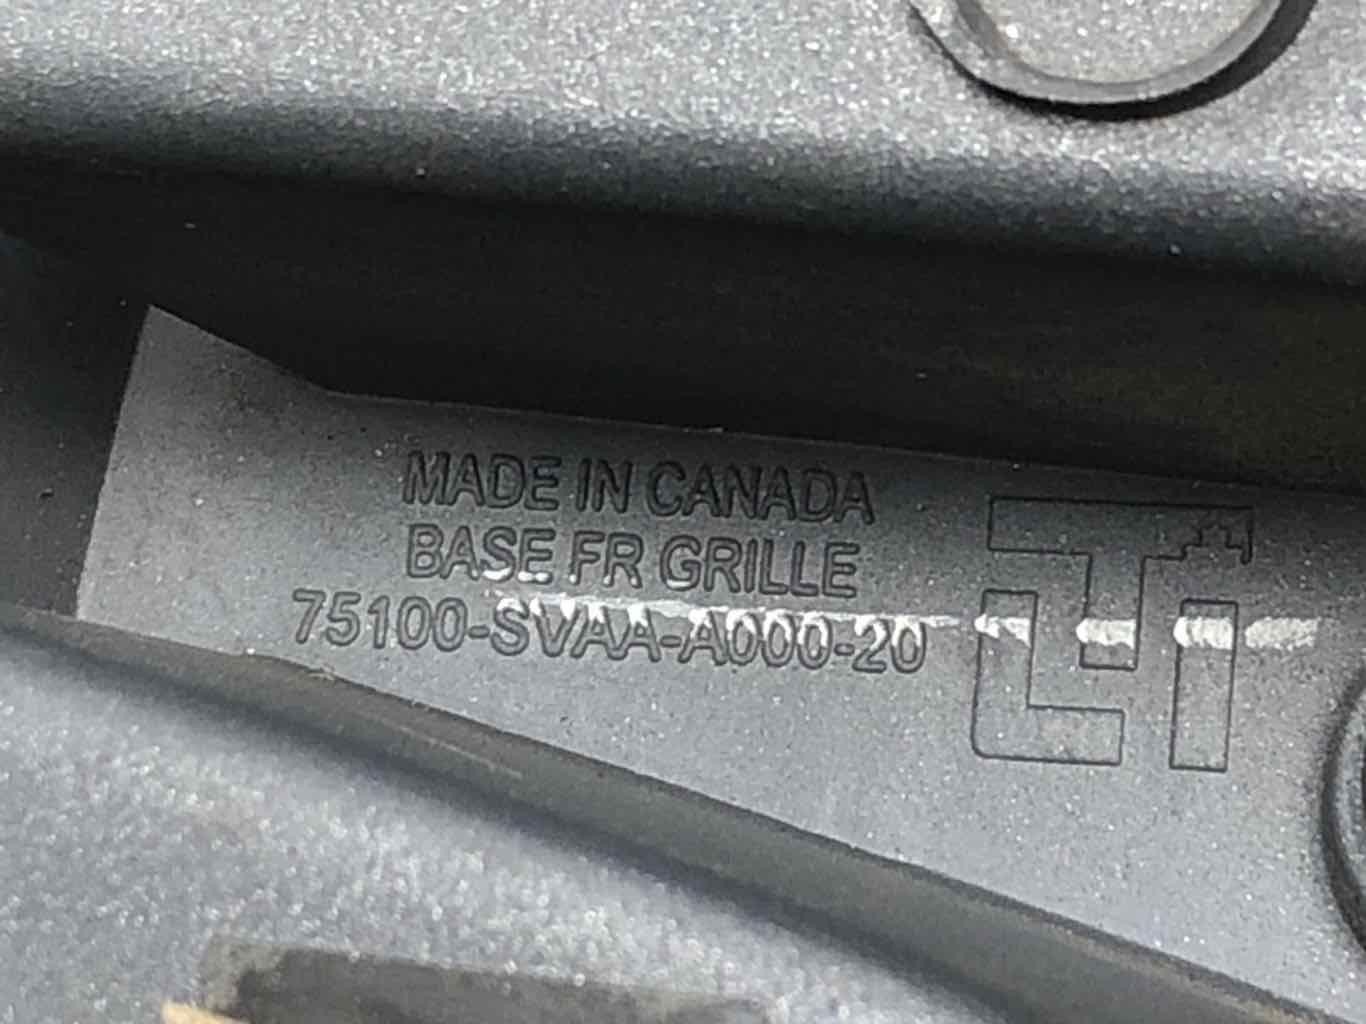 MADE IN CANADA
BASE FR GRILLE
75100-SVAA-A000-20